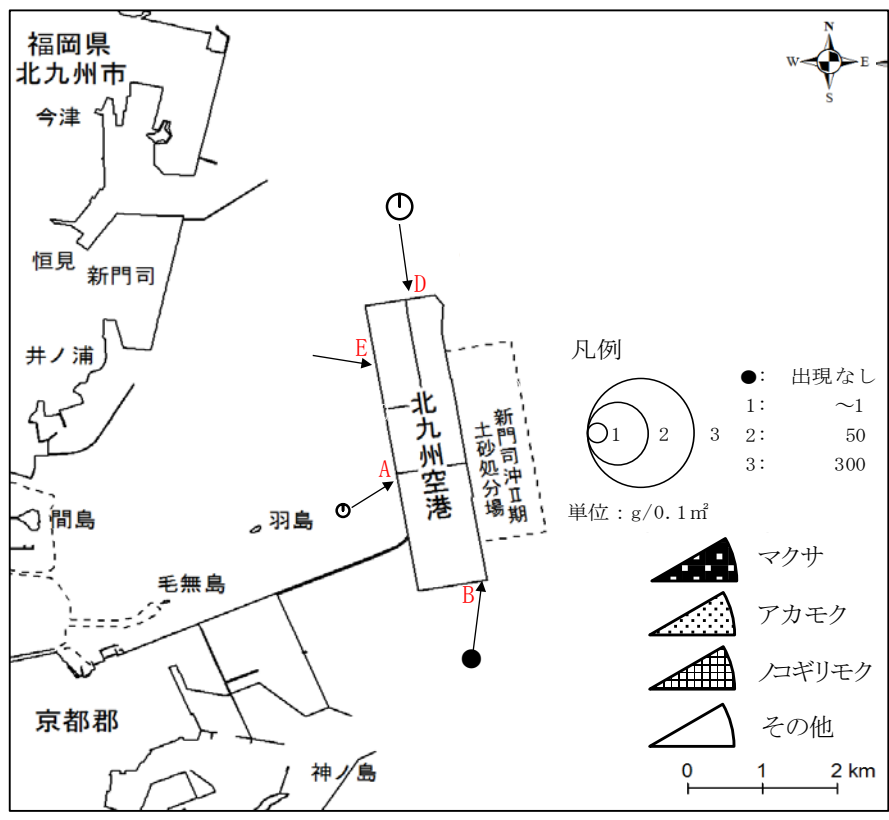 福岡県
北九州市
今津
恒見
新門司
井ノ浦
間島
羽島
毛無島
京都郡
神ノ島
N
W
E
S
D
E
A
B
北九州空港
新門司沖Ⅱ期
土砂処分場
凡例
1
2
3
●: 出現なし
1: ～1
2: 50
3: 300
単位：g/0.1㎡
マクサ
アカモク
ノコギリモク
その他
0 1 2 km